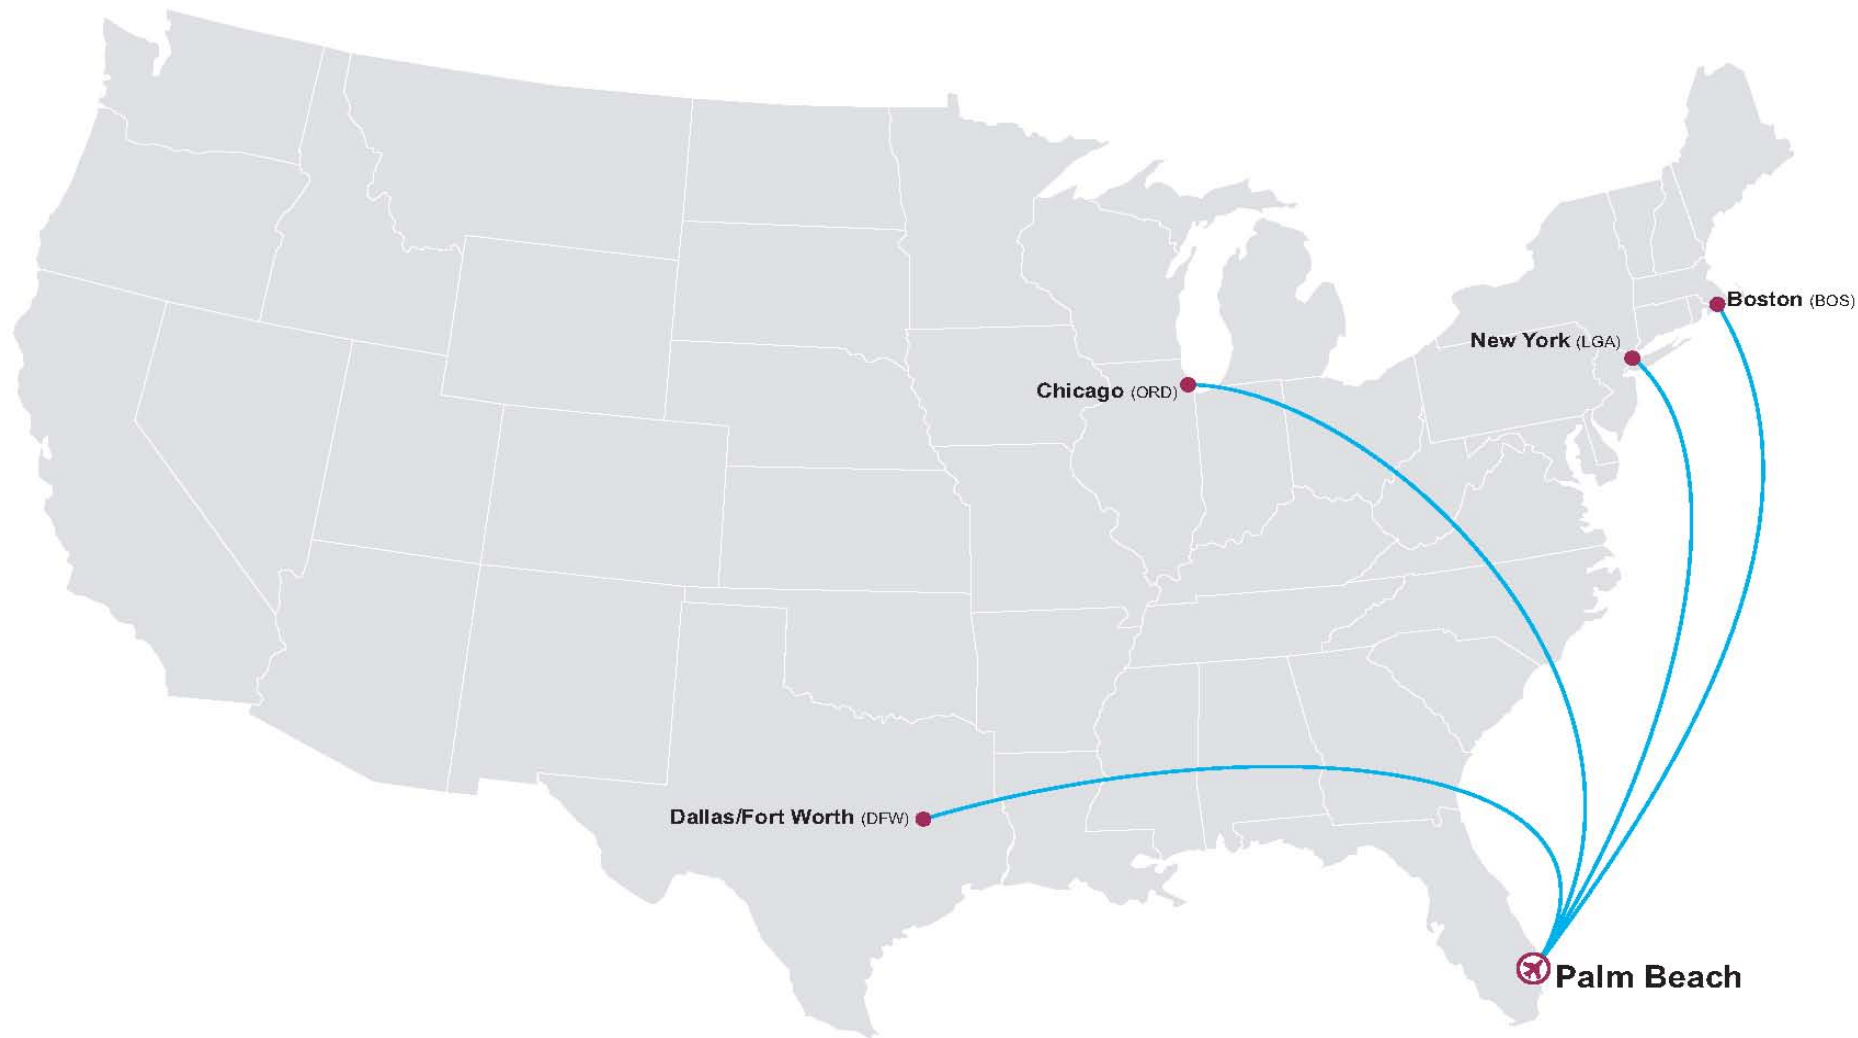 Boston (BOS)
New York (LGA)
Chicago (ORD)
Dallas/Fort Worth (DFW)
Palm Beach